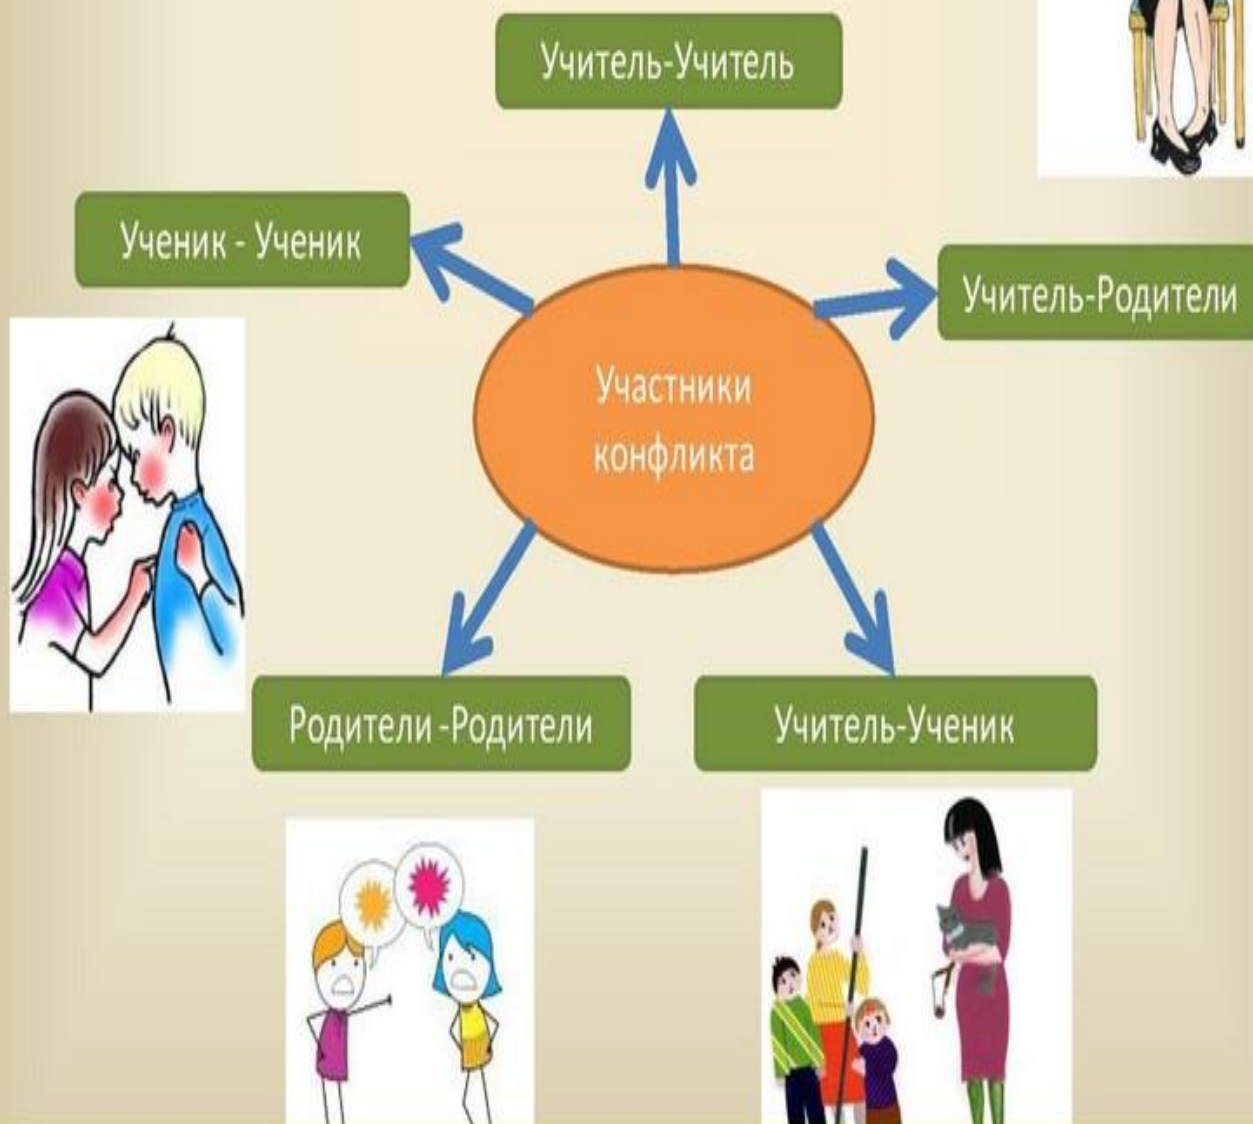 Учитель-Учитель
Ученик - Ученик
Учитель-Родители
Участники
конфликта
Родители -Родители
Учитель-Ученик